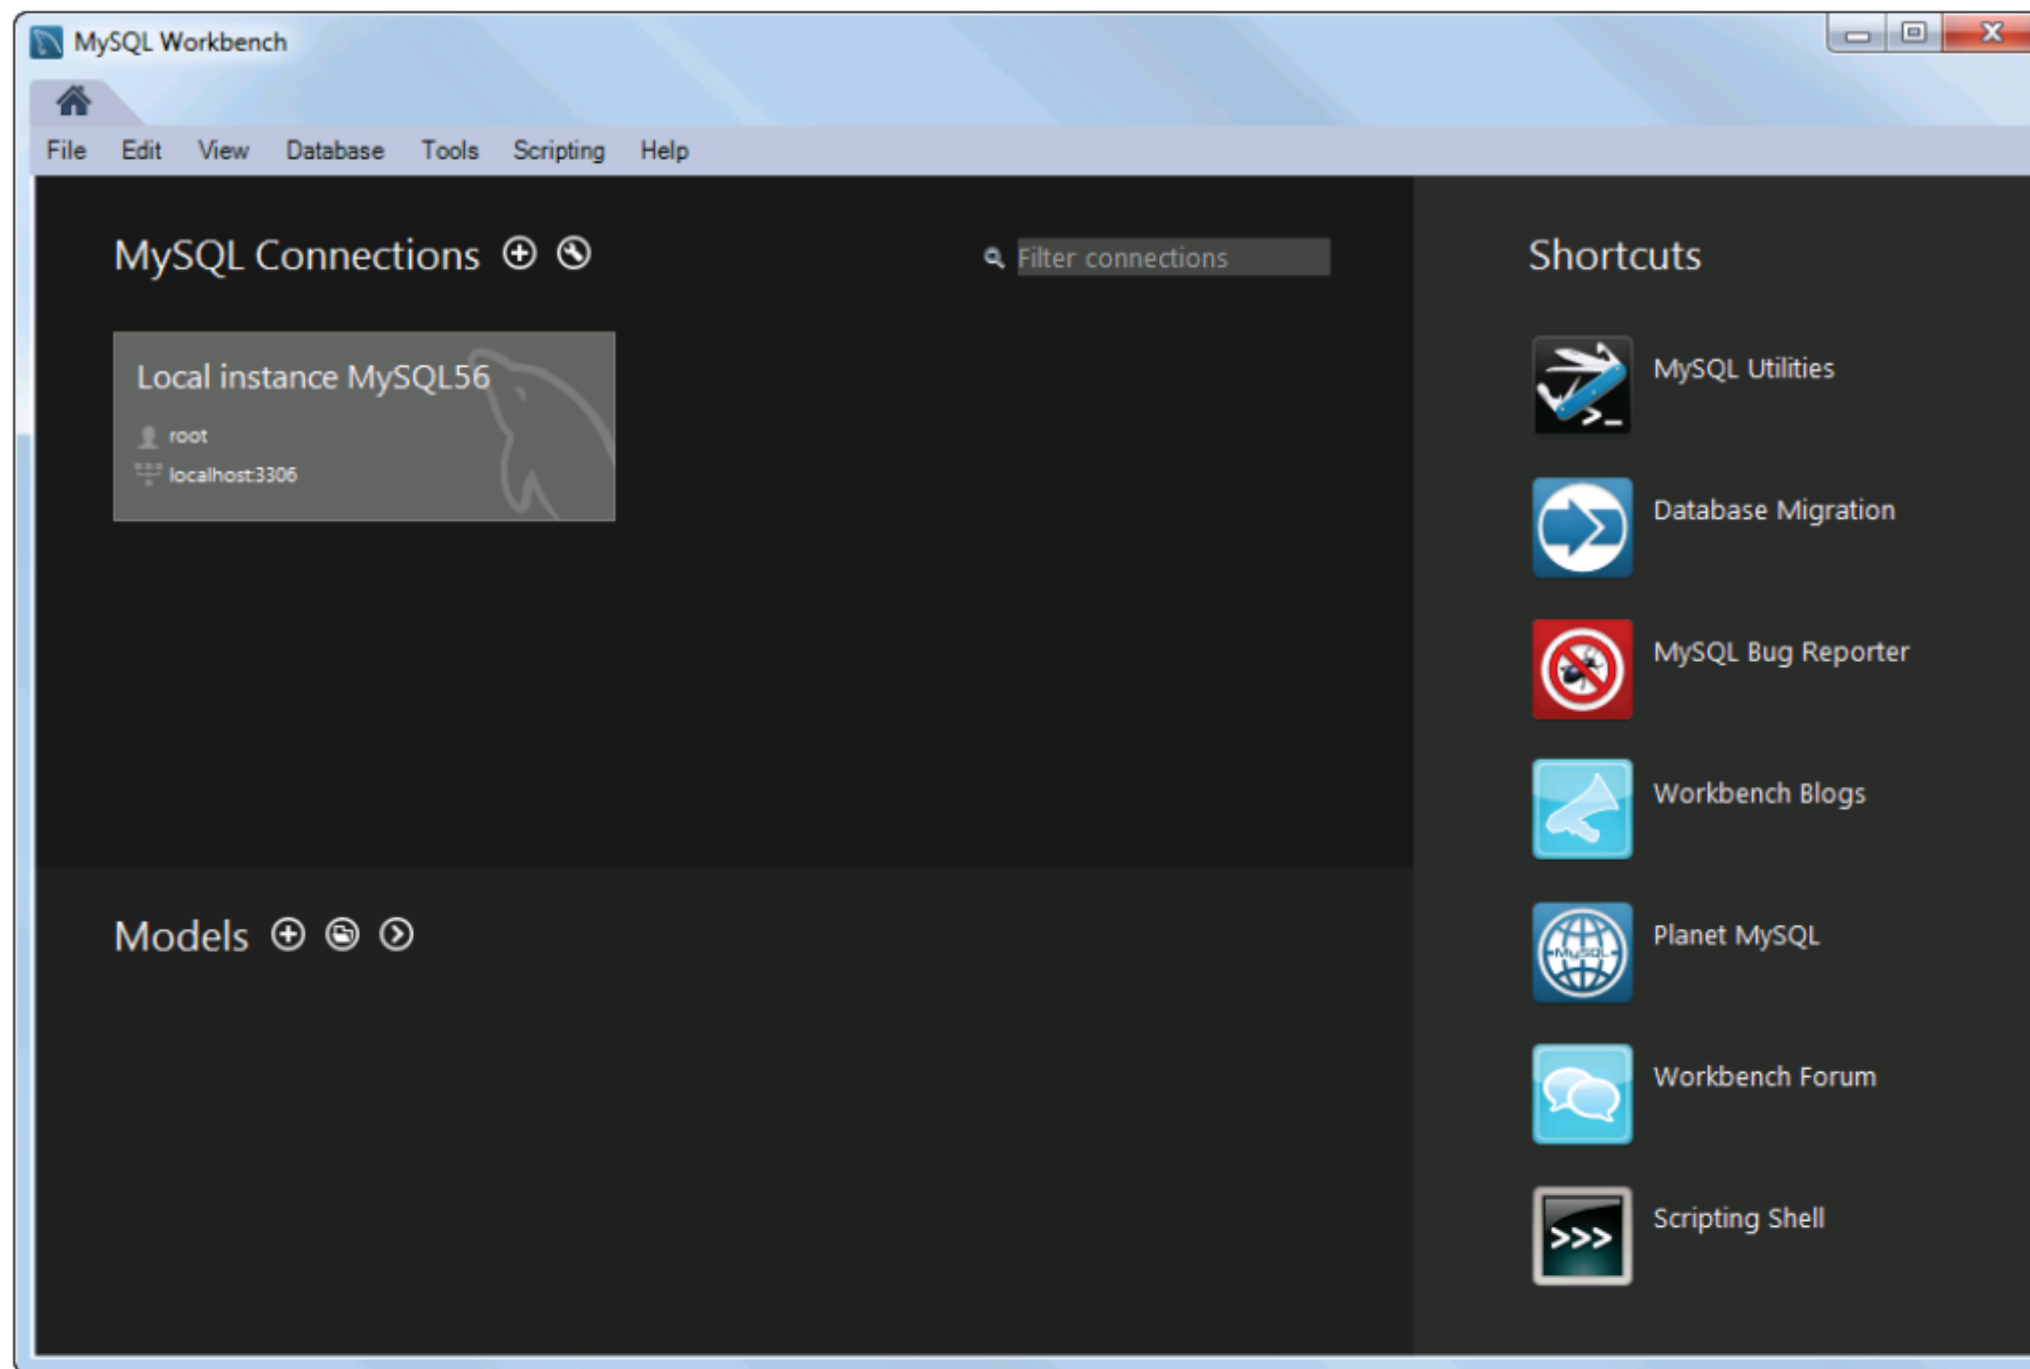 MySQL Workbench
File Edit View Database Tools Scripting Help
MySQL Connections
Filter connections
Local instance MySQL56
root
localhost:3306
Models
Shortcuts
MySQL Utilities
Database Migration
MySQL Bug Reporter
Workbench Blogs
MySQL
Planet MySQL
Workbench Forum
>>>
Scripting Shell